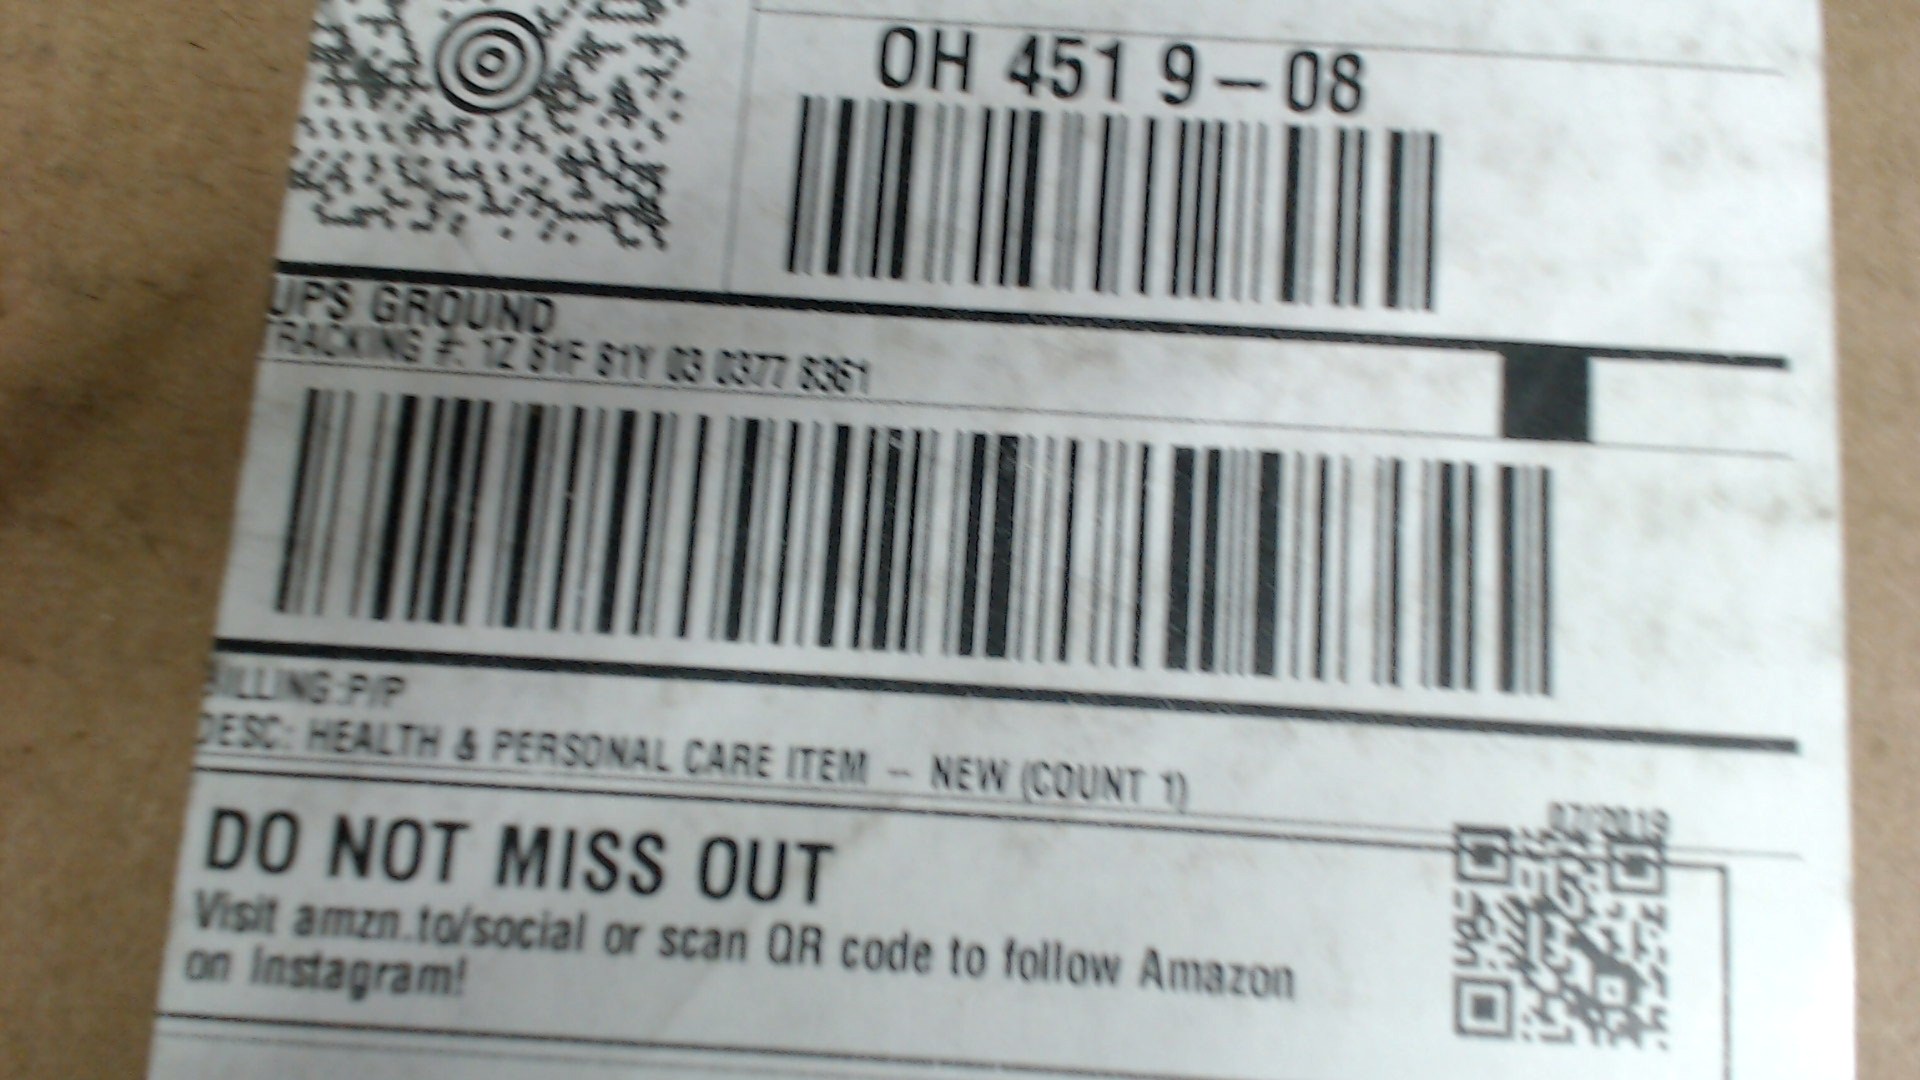 OH 451 9-08
UPS GROUND
TRACKING #: 1Z 81F 81Y 03 0377 8361
BILLING: P/P
DESC: HEALTH & PERSONAL CARE ITEM -- NEW (COUNT 1)
07/2019
DO NOT MISS OUT
Visit amzn.to/social or scan QR code to follow Amazon
on Instagram!